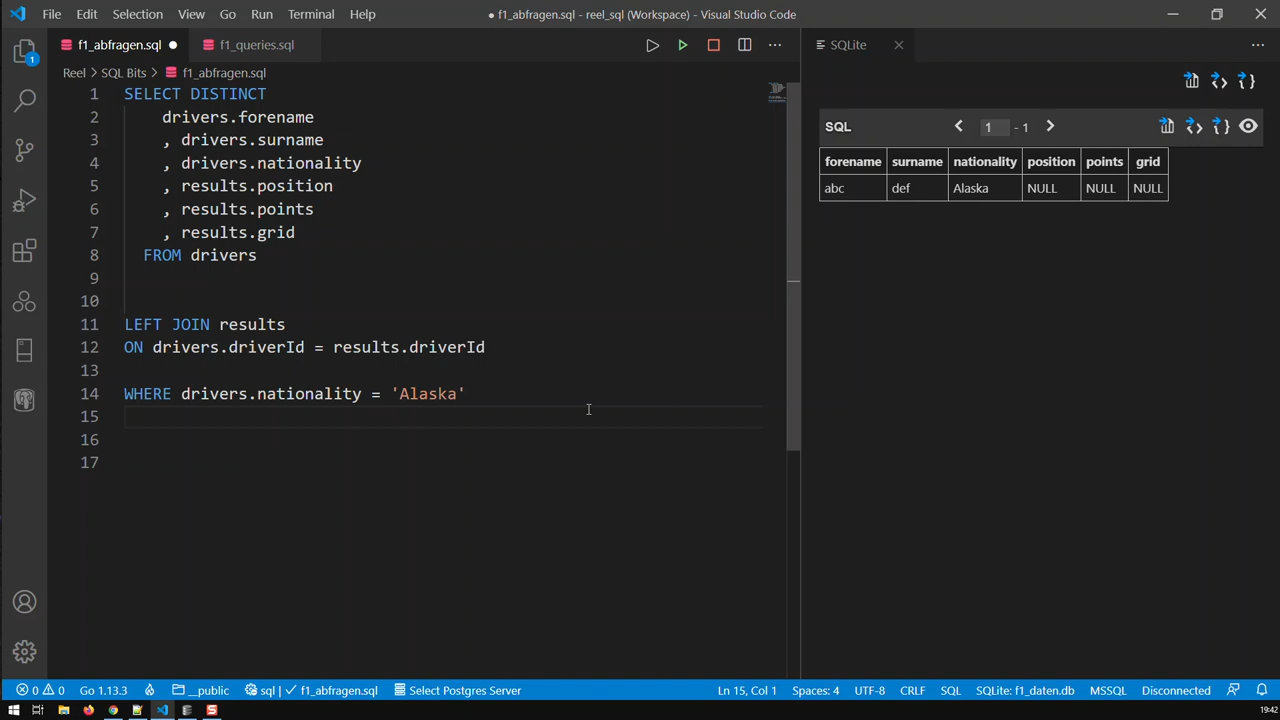 File Edit Selection View Go Run Terminal Help
● f1_abfragen.sql - reel_sql (Workspace) - Visual Studio Code
f1_abfragen.sql ●
f1_queries.sql
SQLite
Reel > SQL Bits > f1_abfragen.sql
1
1 SELECT DISTINCT
2 drivers.forename
3 , drivers.surname
4 , drivers.nationality
5 , results.position
6 , results.points
7 , results.grid
8 FROM drivers
9
10
11 LEFT JOIN results
12 ON drivers.driverId = results.driverId
13
14 WHERE drivers.nationality = 'Alaska'
15
16
17
SQL < 1 - 1 >
forename surname nationality position points grid
abc def Alaska NULL NULL NULL
0 0 Go 1.13.3 __public sql | ✓ f1_abfragen.sql Select Postgres Server
Ln 15, Col 1 Spaces: 4 UTF-8 CRLF SQL SQLite: f1_daten.db MSSQL Disconnected
19:42